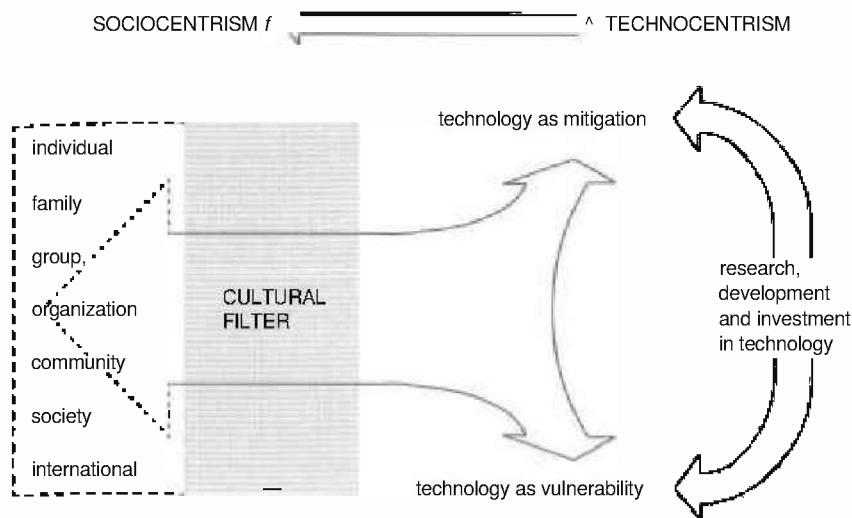 SOCIOCENTRISM f ^ TECHNOCENTRISM
technology as mitigation
individual
family
group,
organization
community
society
international
CULTURAL
FILTER
research,
development
and investment
in technology
technology as vulnerability